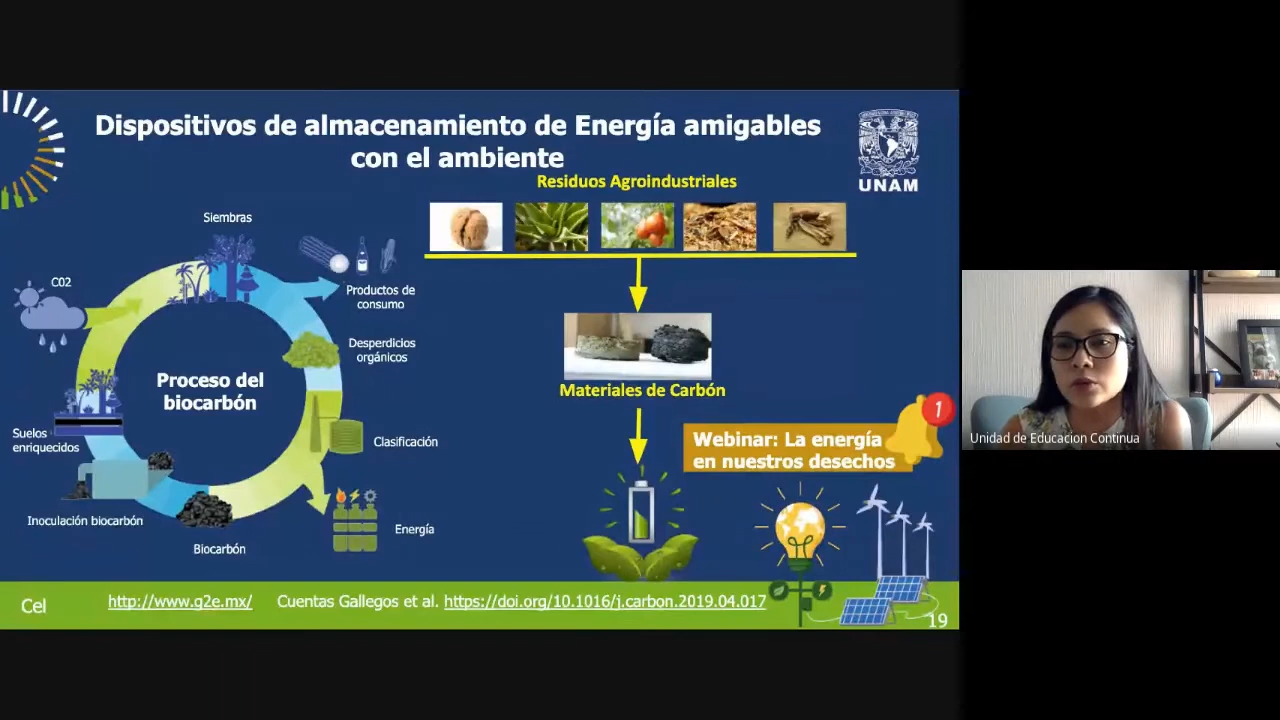 Dispositivos de almacenamiento de Energía amigables
con el ambiente
UNAM
Residuos Agroindustriales
Siembras
C02
Productos de
consumo
Desperdicios
orgánicos
Proceso del
biocarbón
Materiales de Carbón
Suelos
enriquecidos
Clasificación
Webinar: La energía
en nuestros desechos
1
Unidad de Educacion Continua
Inoculación biocarbón
Energía
Biocarbón
Cel
http://www.g2e.mx/
Cuentas Gallegos et al. https://doi.org/10.1016/j.carbon.2019.04.017
19